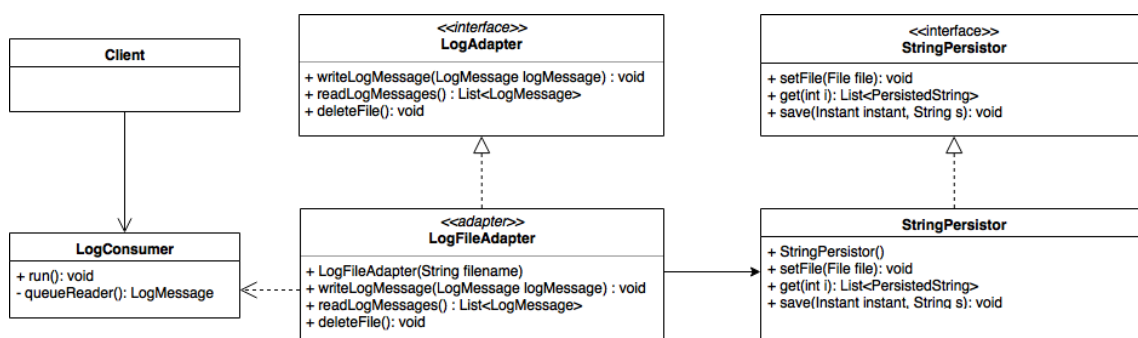 Client
<<interface>>
LogAdapter
+ writeLogMessage(LogMessage logMessage) : void
+ readLogMessages() : List<LogMessage>
+ deleteFile(): void
<<interface>>
StringPersistor
+ setFile(File file): void
+ get(int i): List<PersistedString>
+ save(Instant instant, String s): void
LogConsumer
+ run(): void
- queueReader(): LogMessage
<<adapter>>
LogFileAdapter
+ LogFileAdapter(String filename)
+ writeLogMessage(LogMessage logMessage) : void
+ readLogMessages() : List<LogMessage>
+ deleteFile(): void
StringPersistor
+ StringPersistor()
+ setFile(File file): void
+ get(int i): List<PersistedString>
+ save(Instant instant, String s): void